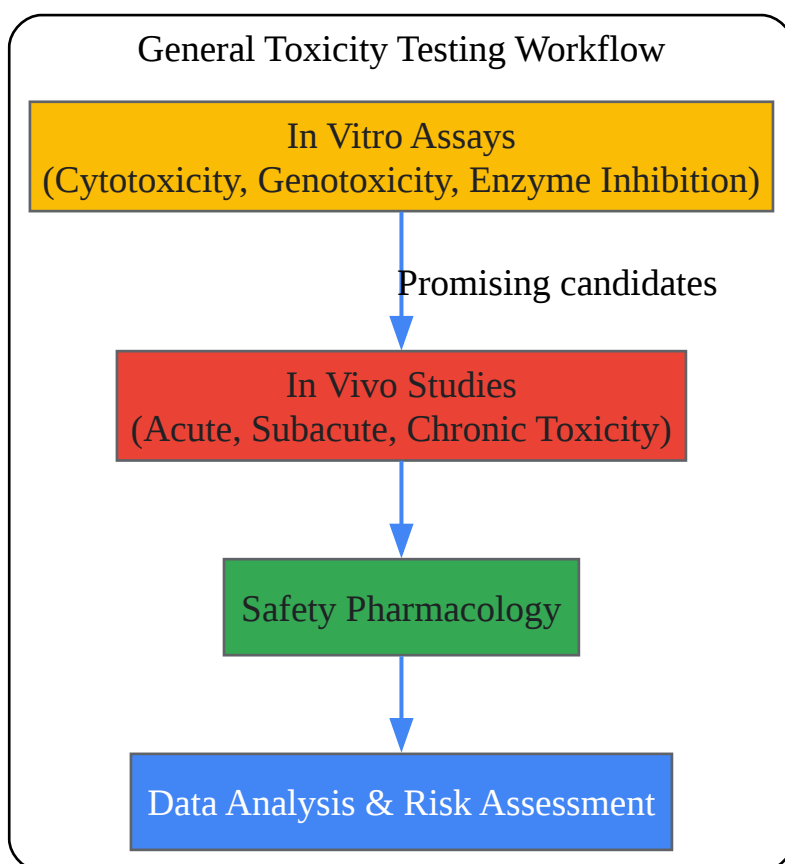 General Toxicity Testing Workflow
In Vitro Assays
(Cytotoxicity, Genotoxicity, Enzyme Inhibition)
Promising candidates
In Vivo Studies
(Acute, Subacute, Chronic Toxicity)
Safety Pharmacology
Data Analysis & Risk Assessment